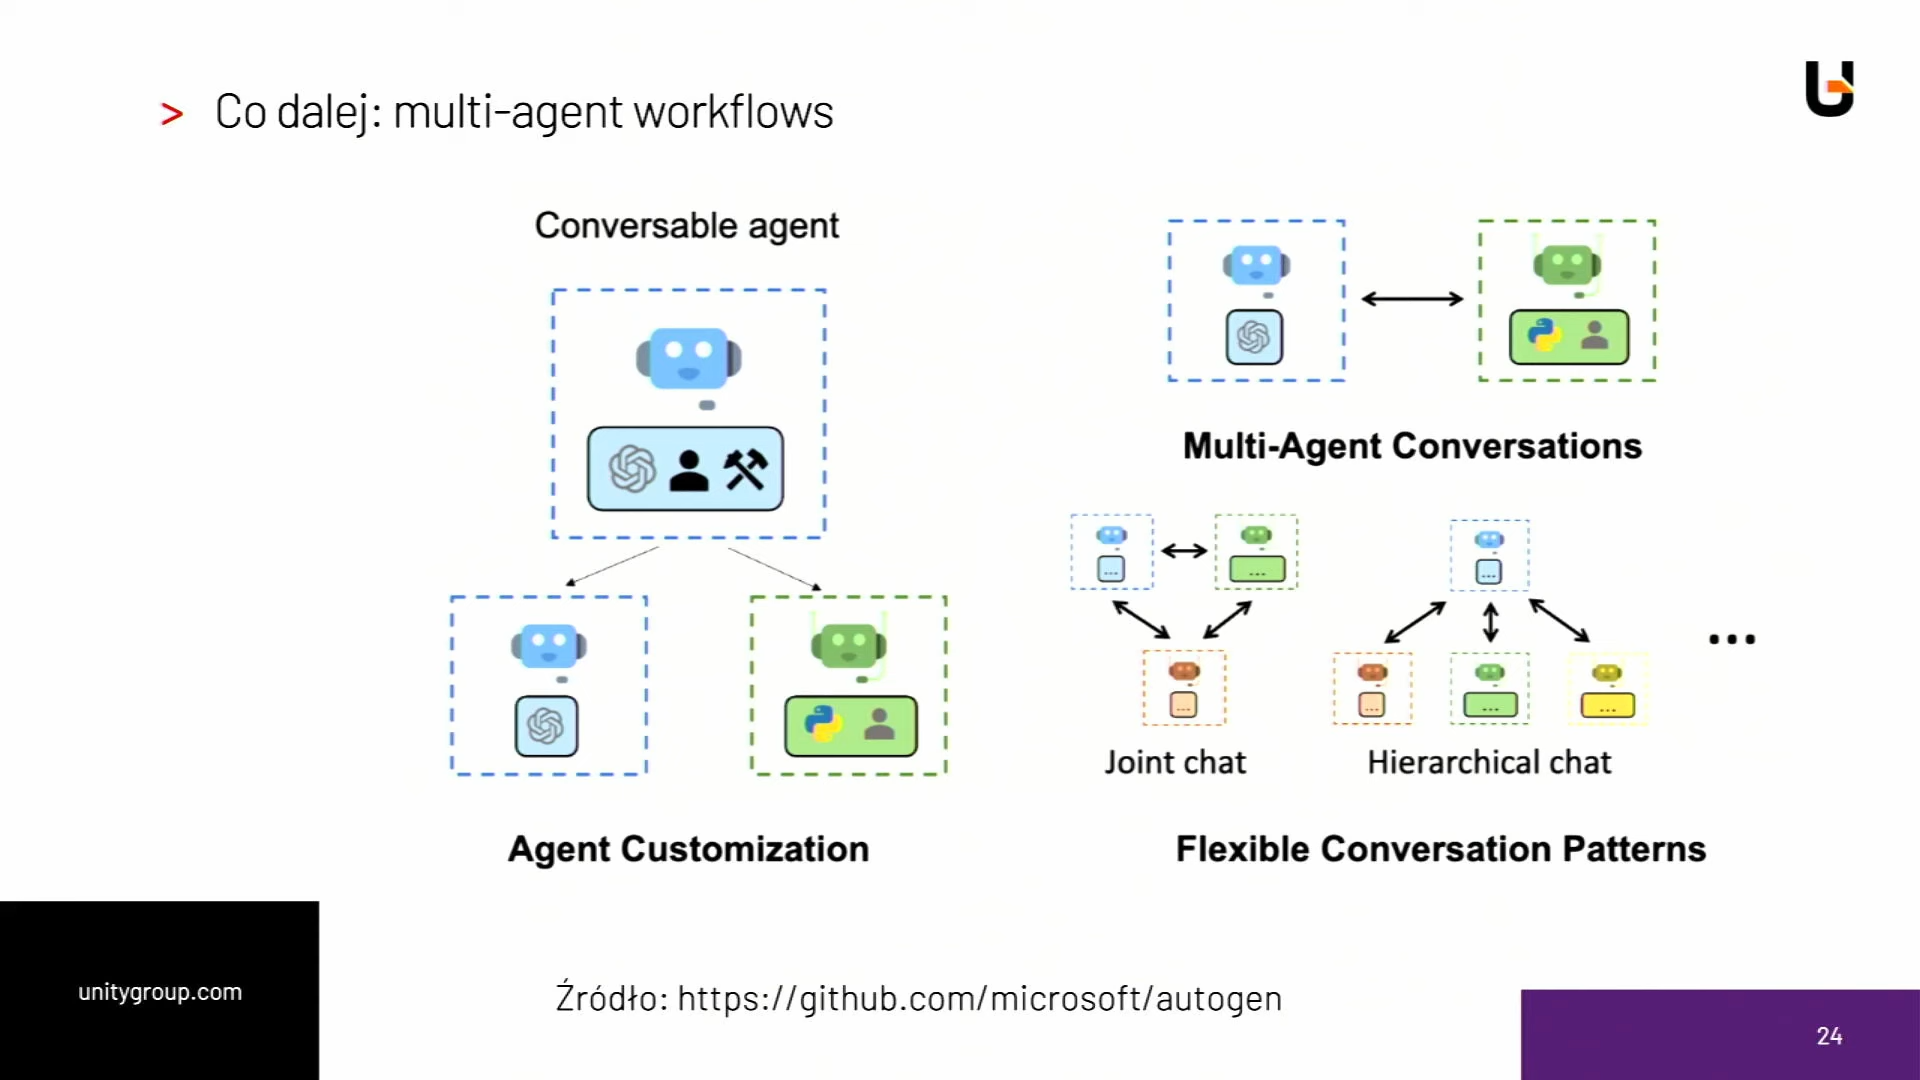 > Co dalej: multi-agent workflows
Conversable agent
Agent Customization
Multi-Agent Conversations
Joint chat
Hierarchical chat
...
Flexible Conversation Patterns
unitygroup.com
Źródło: https://github.com/microsoft/autogen
24